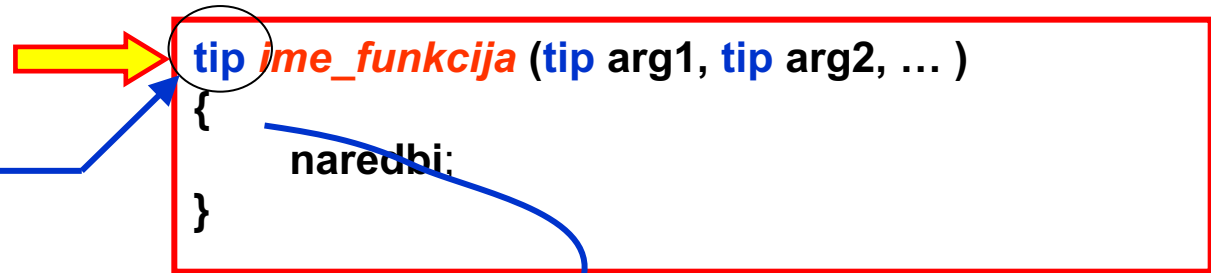 tip ime_funkcija (tip arg1, tip arg2, … )
{
naredbi;
}